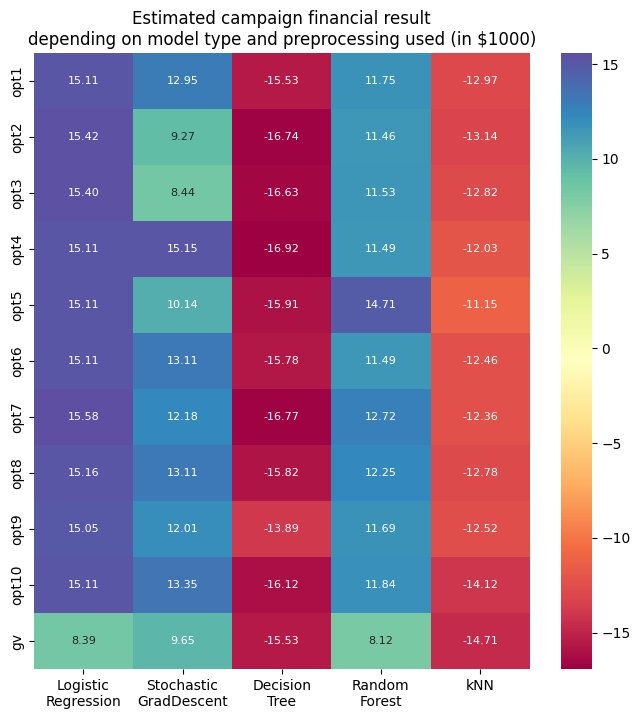 Estimated campaign financial result
depending on model type and preprocessing used (in $1000)
opt1 15.11 12.95 -15.53 11.75 -12.97
opt2 15.42 9.27 -16.74 11.46 -13.14
opt3 15.40 8.44 -16.63 11.53 -12.82
opt4 15.11 15.15 -16.92 11.49 -12.03
opt5 15.11 10.14 -15.91 14.71 -11.15
opt6 15.11 13.11 -15.78 11.49 -12.46
opt7 15.58 12.18 -16.77 12.72 -12.36
opt8 15.16 13.11 -15.82 12.25 -12.78
opt9 15.05 12.01 -13.89 11.69 -12.52
opt10 15.11 13.35 -16.12 11.84 -14.12
gv 8.39 9.65 -15.53 8.12 -14.71
Logistic Stochastic Decision Random kNN
Regression GradDescent Tree Forest
15
10
5
0
−5
−10
−15